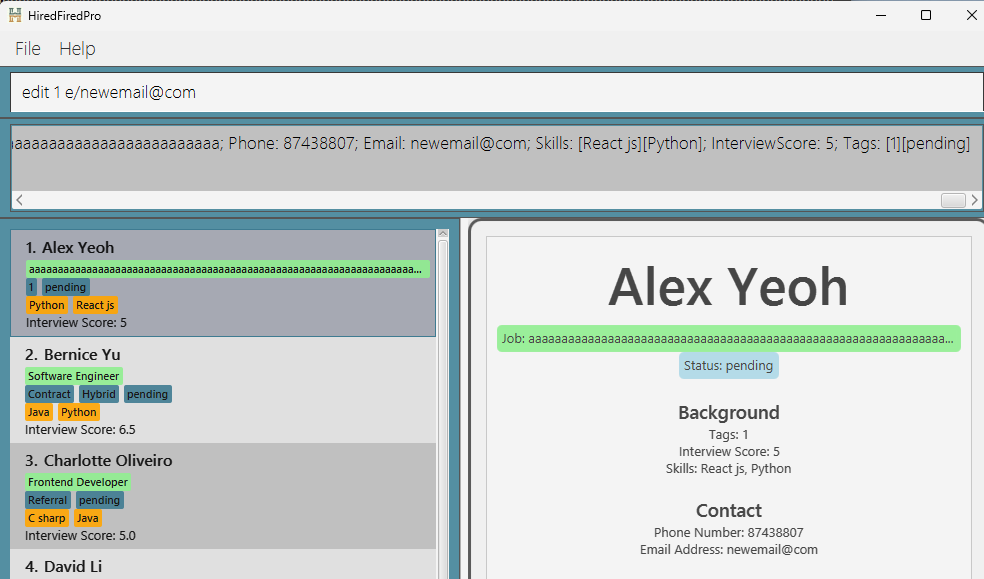 HiredFiredPro
File Help
edit 1 e/newemail@com
aaaaaaaaaaaaaaaaaaaaaaaa; Phone: 87438807; Email: newemail@com; Skills: [React js][Python]; InterviewScore: 5; Tags: [1][pending]
1. Alex Yeoh
aaaaaaaaaaaaaaaaaaaaaaaaaaaaaaaaaaaaaaaaaaaaaaaaaaaaaaaaaaaaaaaaaa...
1 pending
Python React js
Interview Score: 5
2. Bernice Yu
Software Engineer
Contract Hybrid pending
Java Python
Interview Score: 6.5
3. Charlotte Oliveiro
Frontend Developer
Referral pending
C sharp Java
Interview Score: 5.0
4. David Li
Alex Yeoh
Job: aaaaaaaaaaaaaaaaaaaaaaaaaaaaaaaaaaaaaaaaaaaaaaaaaaaaaaaaaaaaaa...
Status: pending
Background
Tags: 1
Interview Score: 5
Skills: React js, Python
Contact
Phone Number: 87438807
Email Address: newemail@com